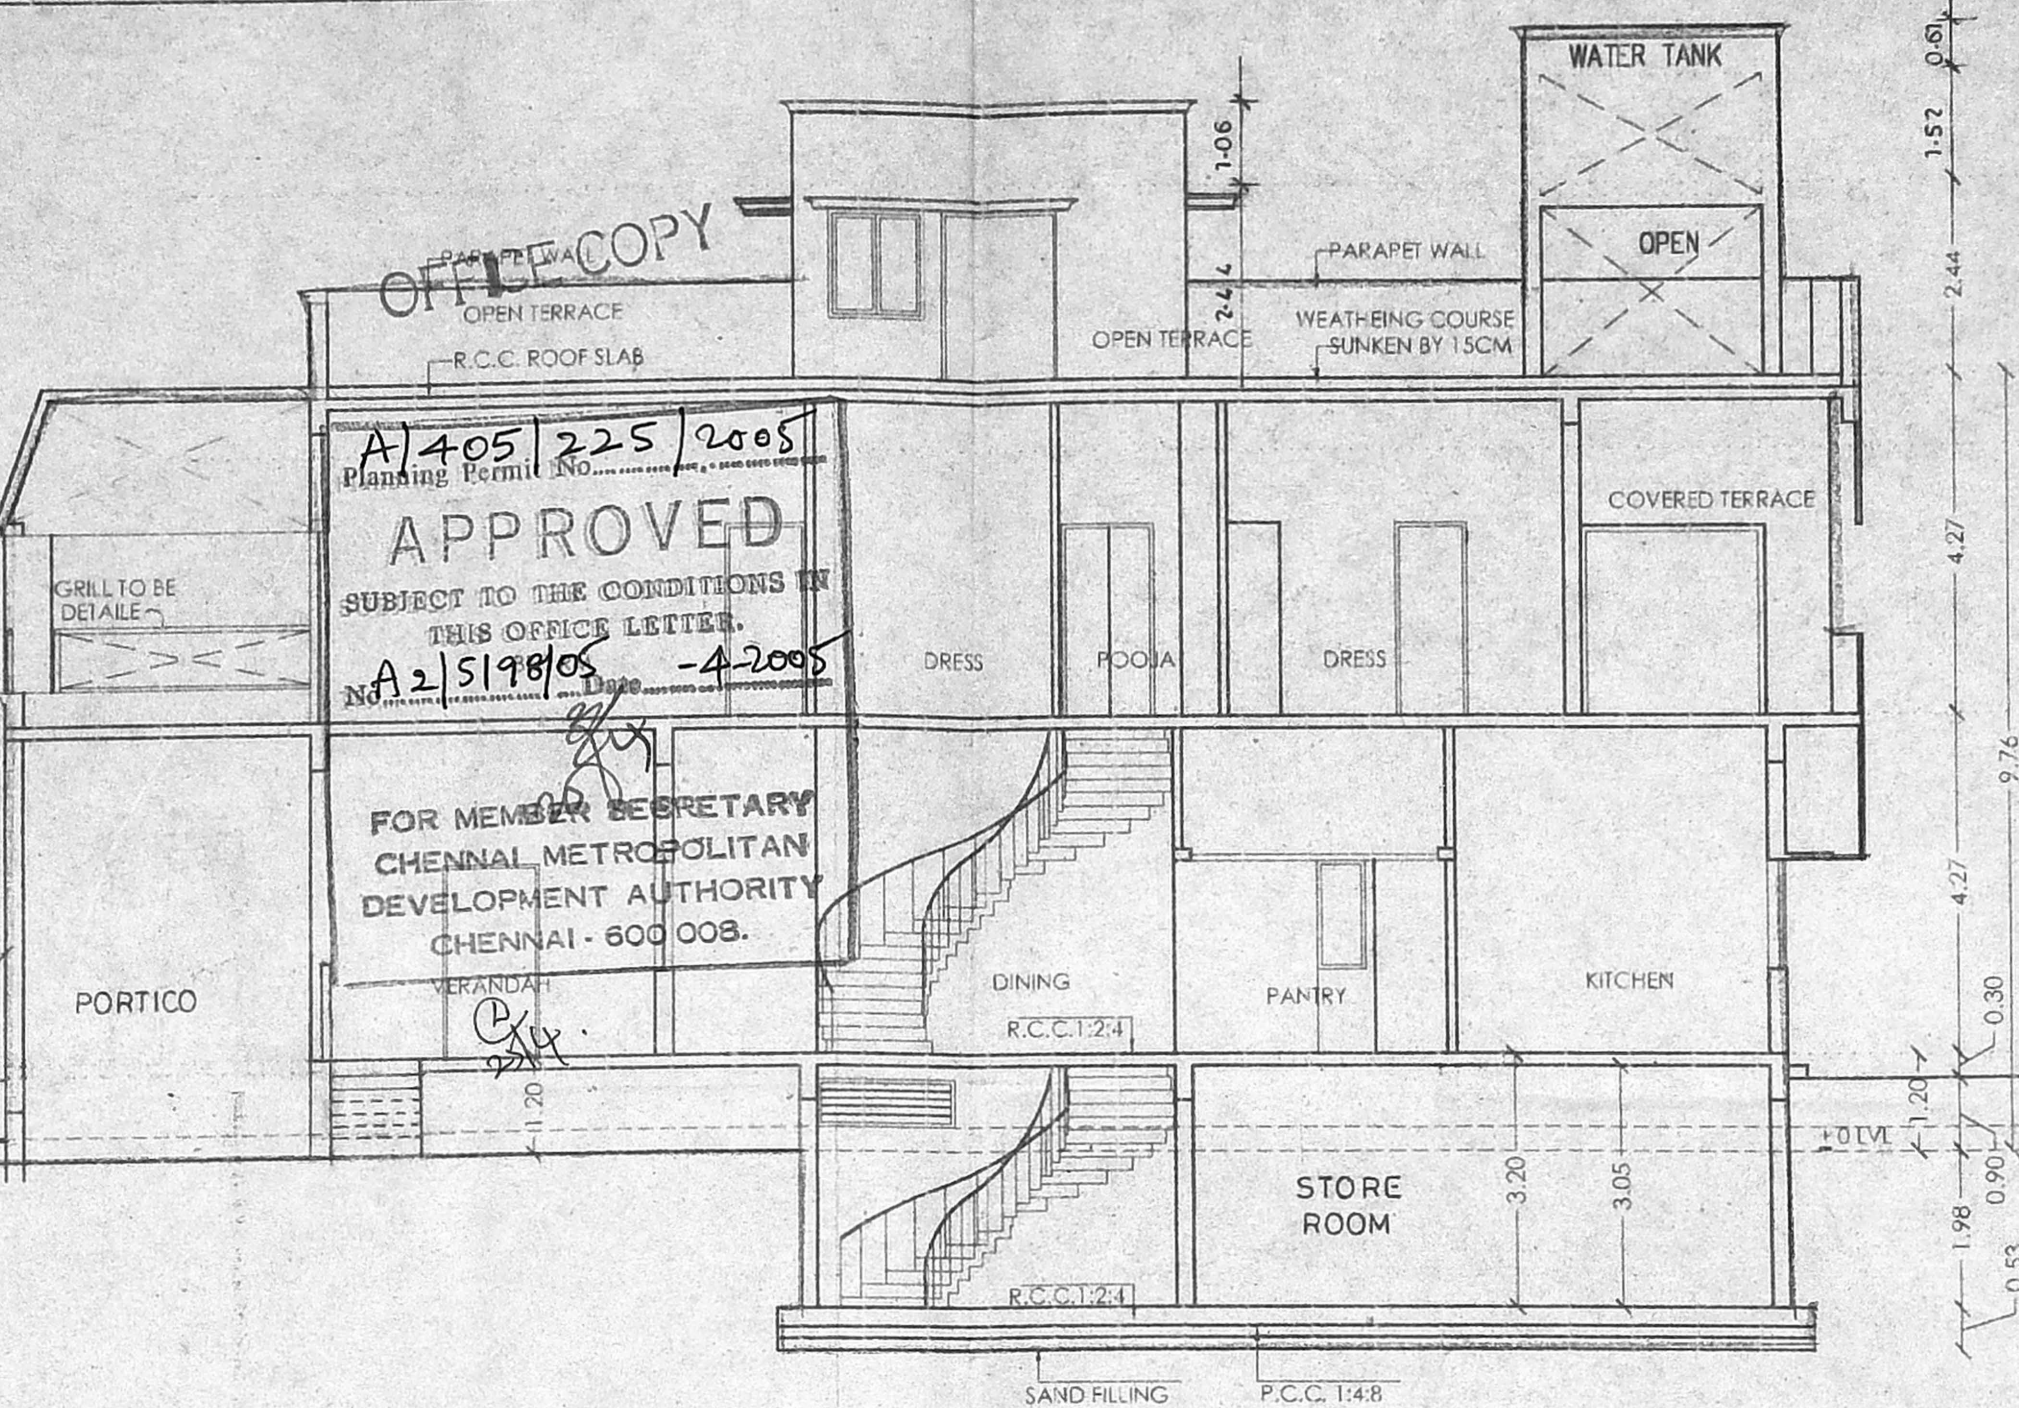 WATER TANK
0·61
1·52
1·06
OFFICE COPY
PARAPET WALL
OPEN TERRACE
R.C.C. ROOF SLAB
2·44
OPEN TERRACE
PARAPET WALL
WEATHEING COURSE
SUNKEN BY 15CM
OPEN
2.44
A/405/225/2005
Planning Permit No
APPROVED
SUBJECT TO THE CONDITIONS IN
THIS OFFICE LETTER.
No A2/5198/05 Date -4-2005
FOR MEMBER SECRETARY
CHENNAI METROPOLITAN
DEVELOPMENT AUTHORITY
CHENNAI - 600 008.
GRILL TO BE
DETAILE
DRESS
POOJA
DRESS
COVERED TERRACE
4.27
9.76
PORTICO
VERANDAH
DINING
R.C.C.1:2:4
PANTRY
KITCHEN
4.27
0.30
1.20
1.20
+0 LVL
STORE
ROOM
3.20
3.05
1.98
0.90
0.53
R.C.C.1:2:4
SAND FILLING
P.C.C. 1:4:8